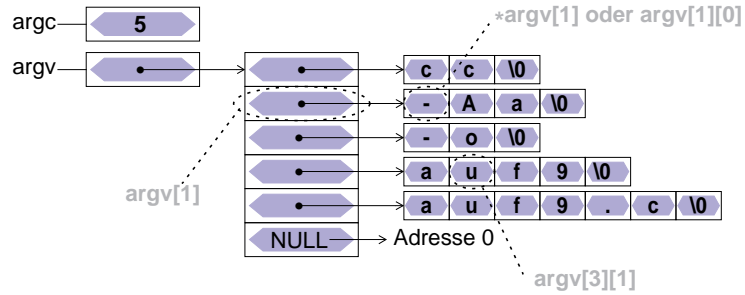 *argv[1] oder argv[1][0]
argc 5
argv c c \0
- A a \0
- o \0
argv[1] a u f 9 \0
a u f 9 . c \0
NULL Adresse 0
argv[3][1]